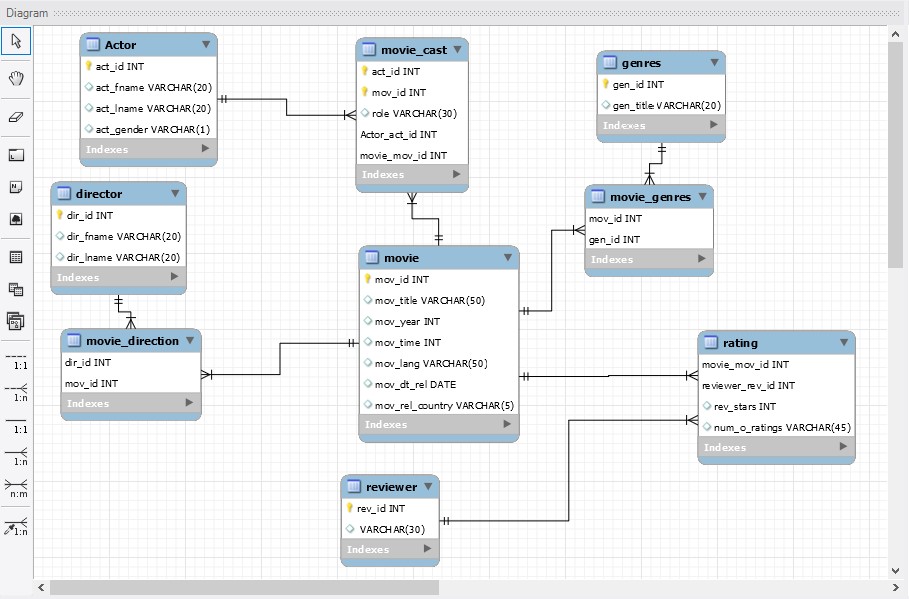 Diagram
Actor
act_id INT
act_fname VARCHAR(20)
act_lname VARCHAR(20)
act_gender VARCHAR(1)
Indexes
movie_cast
act_id INT
mov_id INT
role VARCHAR(30)
Actor_act_id INT
movie_mov_id INT
Indexes
genres
gen_id INT
gen_title VARCHAR(20)
Indexes
director
dir_id INT
dir_fname VARCHAR(20)
dir_lname VARCHAR(20)
Indexes
movie_genres
mov_id INT
gen_id INT
Indexes
movie
mov_id INT
mov_title VARCHAR(50)
mov_year INT
mov_time INT
mov_lang VARCHAR(50)
mov_dt_rel DATE
mov_rel_country VARCHAR(5)
Indexes
movie_direction
dir_id INT
mov_id INT
Indexes
rating
movie_mov_id INT
reviewer_rev_id INT
rev_stars INT
num_o_ratings VARCHAR(45)
Indexes
reviewer
rev_id INT
VARCHAR(30)
Indexes
1:1
1:n
1:1
1:n
n:m
1:n